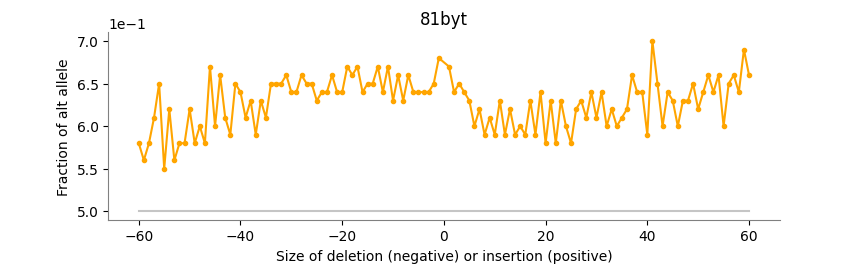 81byt
1e−1
7.0
6.5
6.0
5.5
5.0
Fraction of alt allele
−60 −40 −20 0 20 40 60
Size of deletion (negative) or insertion (positive)